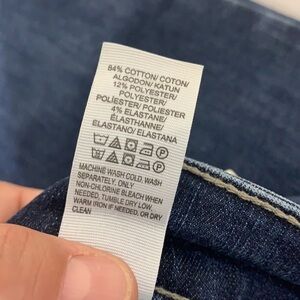 84% COTTON/ COTON/
ALGODON/ KATUN
12% POLYESTER/
POLYESTER/
POLIÉSTER/ POLIESTER
4% ELASTANE/
ÉLASTHANNE/
ELASTANO/ ELASTANA
MACHINE WASH COLD, WASH
SEPARATELY, ONLY
NON-CHLORINE BLEACH WHEN
NEEDED, TUMBLE DRY LOW,
WARM IRON IF NEEDED, OR DRY
CLEAN